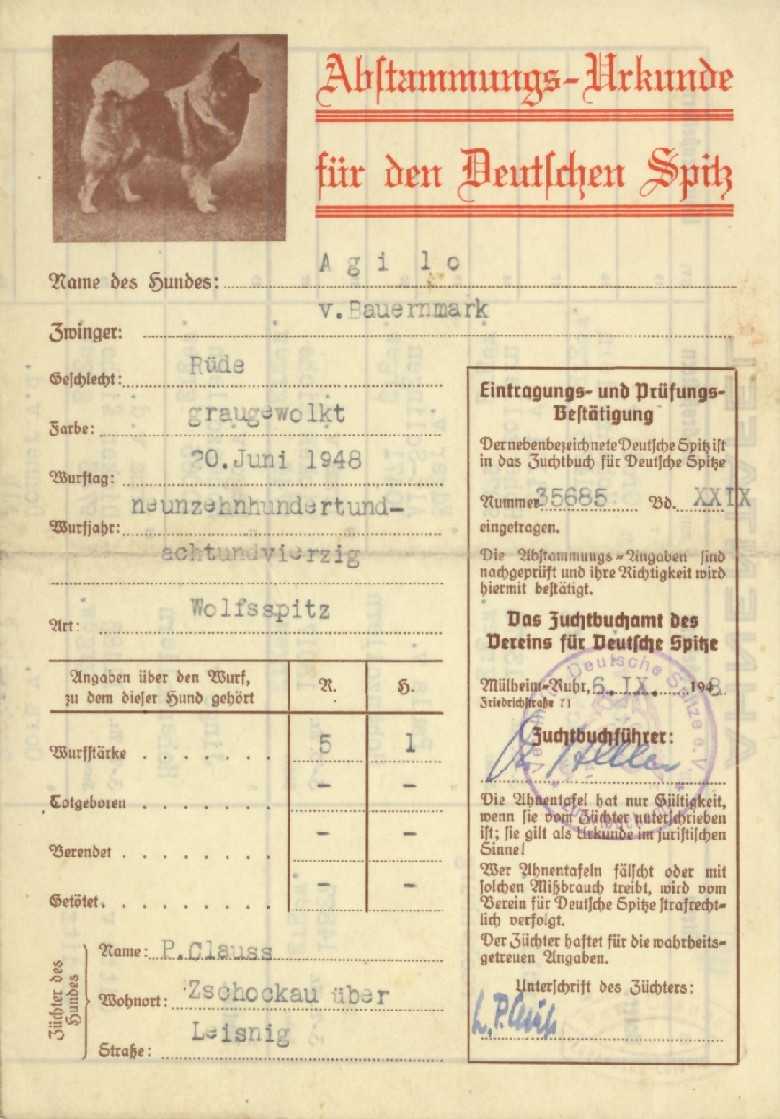 Abstammungs-Urkunde
für den Deutschen Spitz
Name des Hundes: Agilo
Zwinger: v.Bauernmark
Geschlecht: Rüde
Farbe: graugewolkt
Wurftag: 20.Juni 1948
Wurfjahr: neunzehnhundertund-
achtundvierzig
Art: Wolfsspitz
Angaben über den Wurf,
zu dem dieser Hund gehört
R. H.
Wurfstärke 5 1
Totgeboren - -
Verendet - -
Getötet - -
Züchter des
Hundes
Name: P.Clauss
Wohnort: Zschockau über
Leisnig
Straße:
Eintragungs- und Prüfungs-
Bestätigung
Der nebenbezeichnete Deutsche Spitz ist
in das Zuchtbuch für Deutsche Spitze
Nummer 35685 Bd. XXIX
eingetragen.
Die Abstammungs-Angaben sind
nachgeprüft und ihre Richtigkeit wird
hiermit bestätigt.
Das Zuchtbuchamt des
Vereins für Deutsche Spitze
Mülheim-Ruhr, 6.IX. 1948.
Friedrichstraße 71
Zuchtbuchführer:
Die Ahnentafel hat nur Gültigkeit,
wenn sie vom Züchter unterschrieben
ist; sie gilt als Urkunde im juristischen
Sinne!
Wer Ahnentafeln fälscht oder mit
solchen Mißbrauch treibt, wird vom
Verein für Deutsche Spitze strafrecht-
lich verfolgt.
Der Züchter haftet für die wahrheits-
getreuen Angaben.
Unterschrift des Züchters: